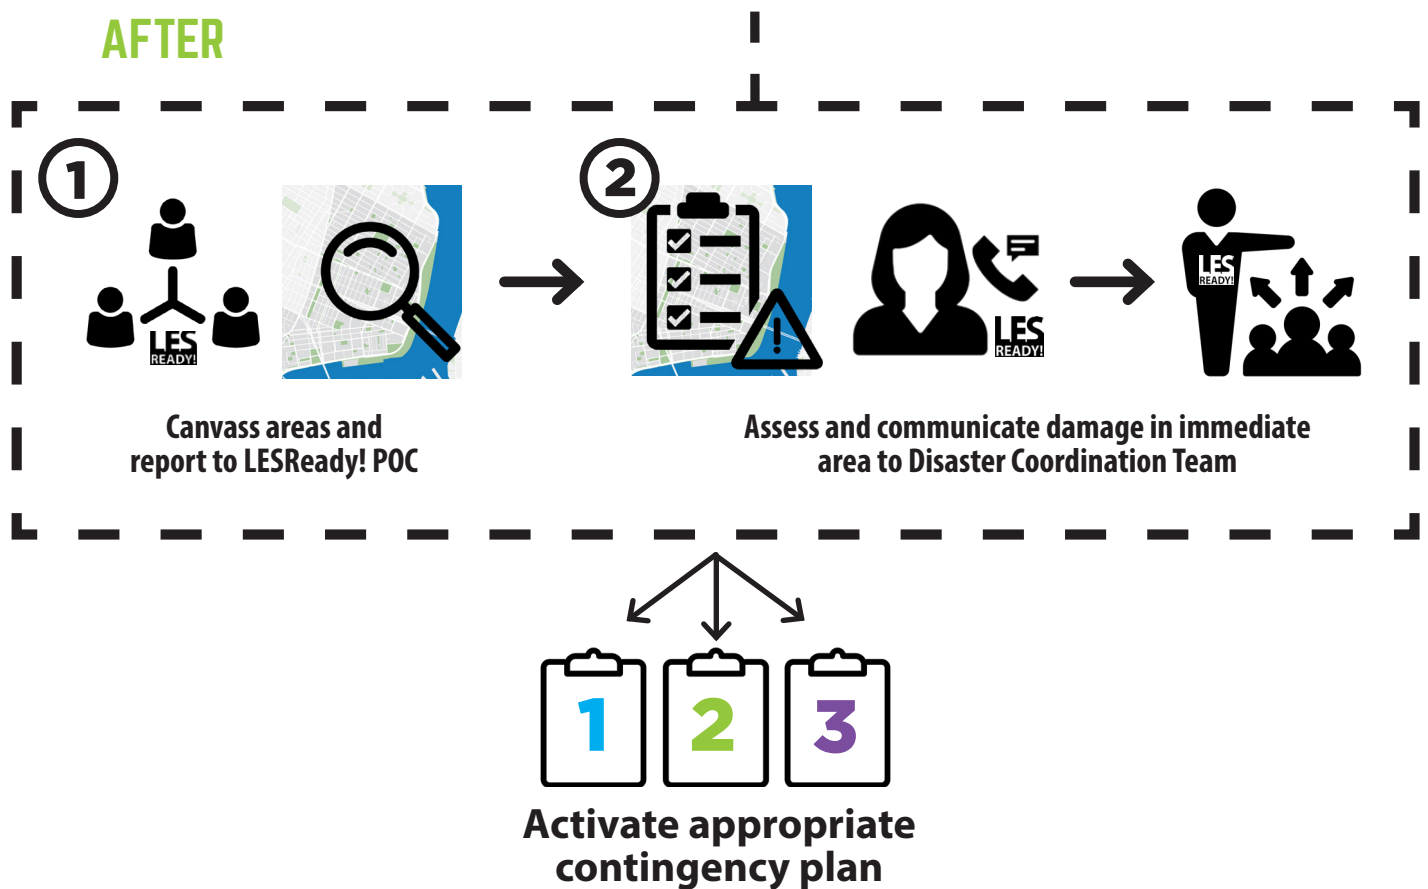 AFTER
1
2
LES
READY!
LES
READY!
LES
READY!
Canvass areas and
report to LESReady! POC
Assess and communicate damage in immediate
area to Disaster Coordination Team
1
2
3
Activate appropriate
contingency plan